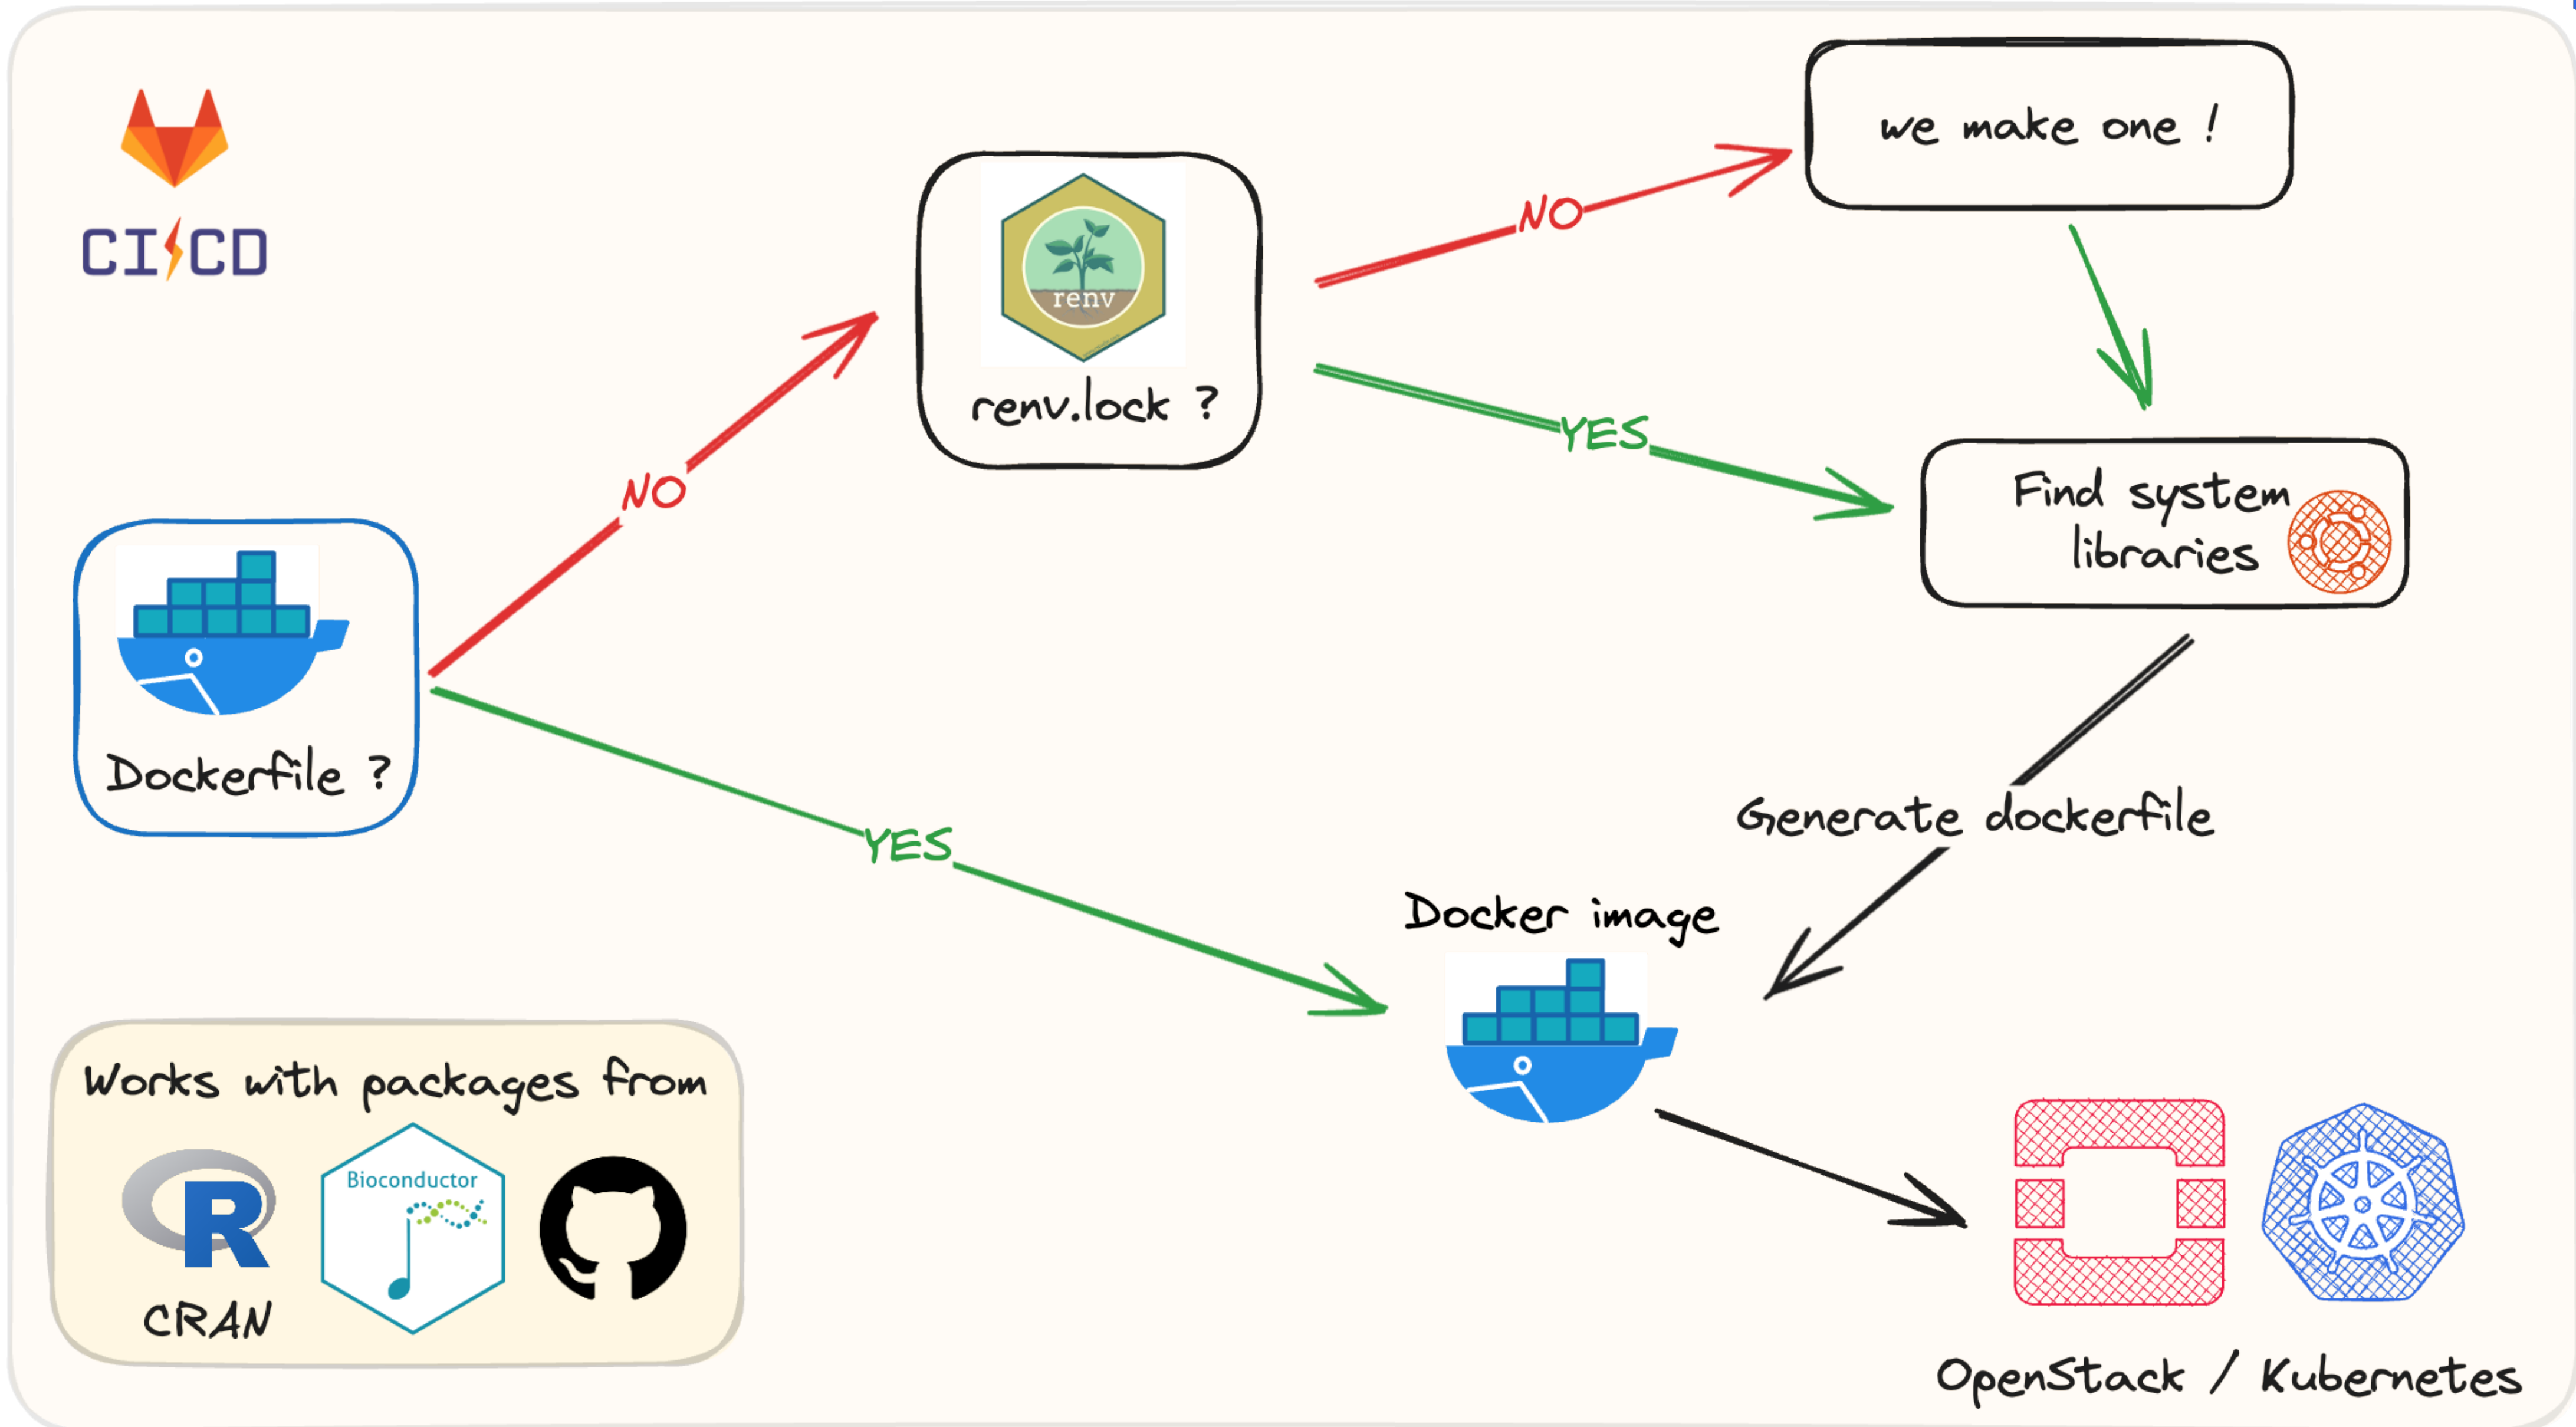 we make one !
CI CD
renv
renv.lock ?
NO
NO
YES
Find system
libraries
Dockerfile ?
YES
Generate dockerfile
Docker image
Works with packages from
Bioconductor
CRAN
OpenStack / Kubernetes